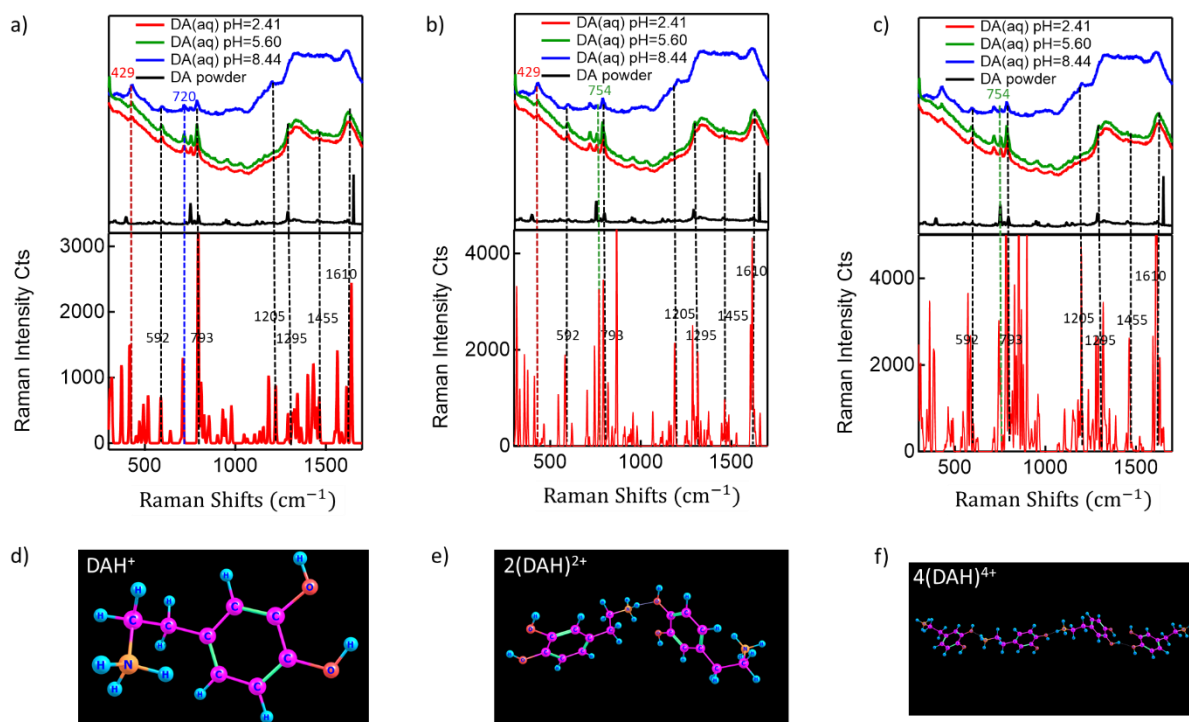 a)
DA(aq) pH=2.41
DA(aq) pH=5.60
DA(aq) pH=8.44
DA powder
429
720
3000
2000
1000
0
Raman Intensity Cts
592
793
1205
1295
1455
1610
500
1000
1500
Raman Shifts (cm⁻¹)
b)
DA(aq) pH=2.41
DA(aq) pH=5.60
DA(aq) pH=8.44
DA powder
429
754
4000
2000
0
Raman Intensity Cts
592
793
1205
1295
1455
1610
500
1000
1500
Raman Shifts (cm⁻¹)
c)
DA(aq) pH=2.41
DA(aq) pH=5.60
DA(aq) pH=8.44
DA powder
754
4000
2000
0
Raman Intensity Cts
592
793
1205
1295
1455
1610
500
1000
1500
Raman Shifts (cm⁻¹)
d)
DAH⁺
H
H
H
O
H
C
C
C
C
H
H
C
C
O
H
H
N
H
C
C
H
H
H
e)
2(DAH)²⁺
f)
4(DAH)⁴⁺